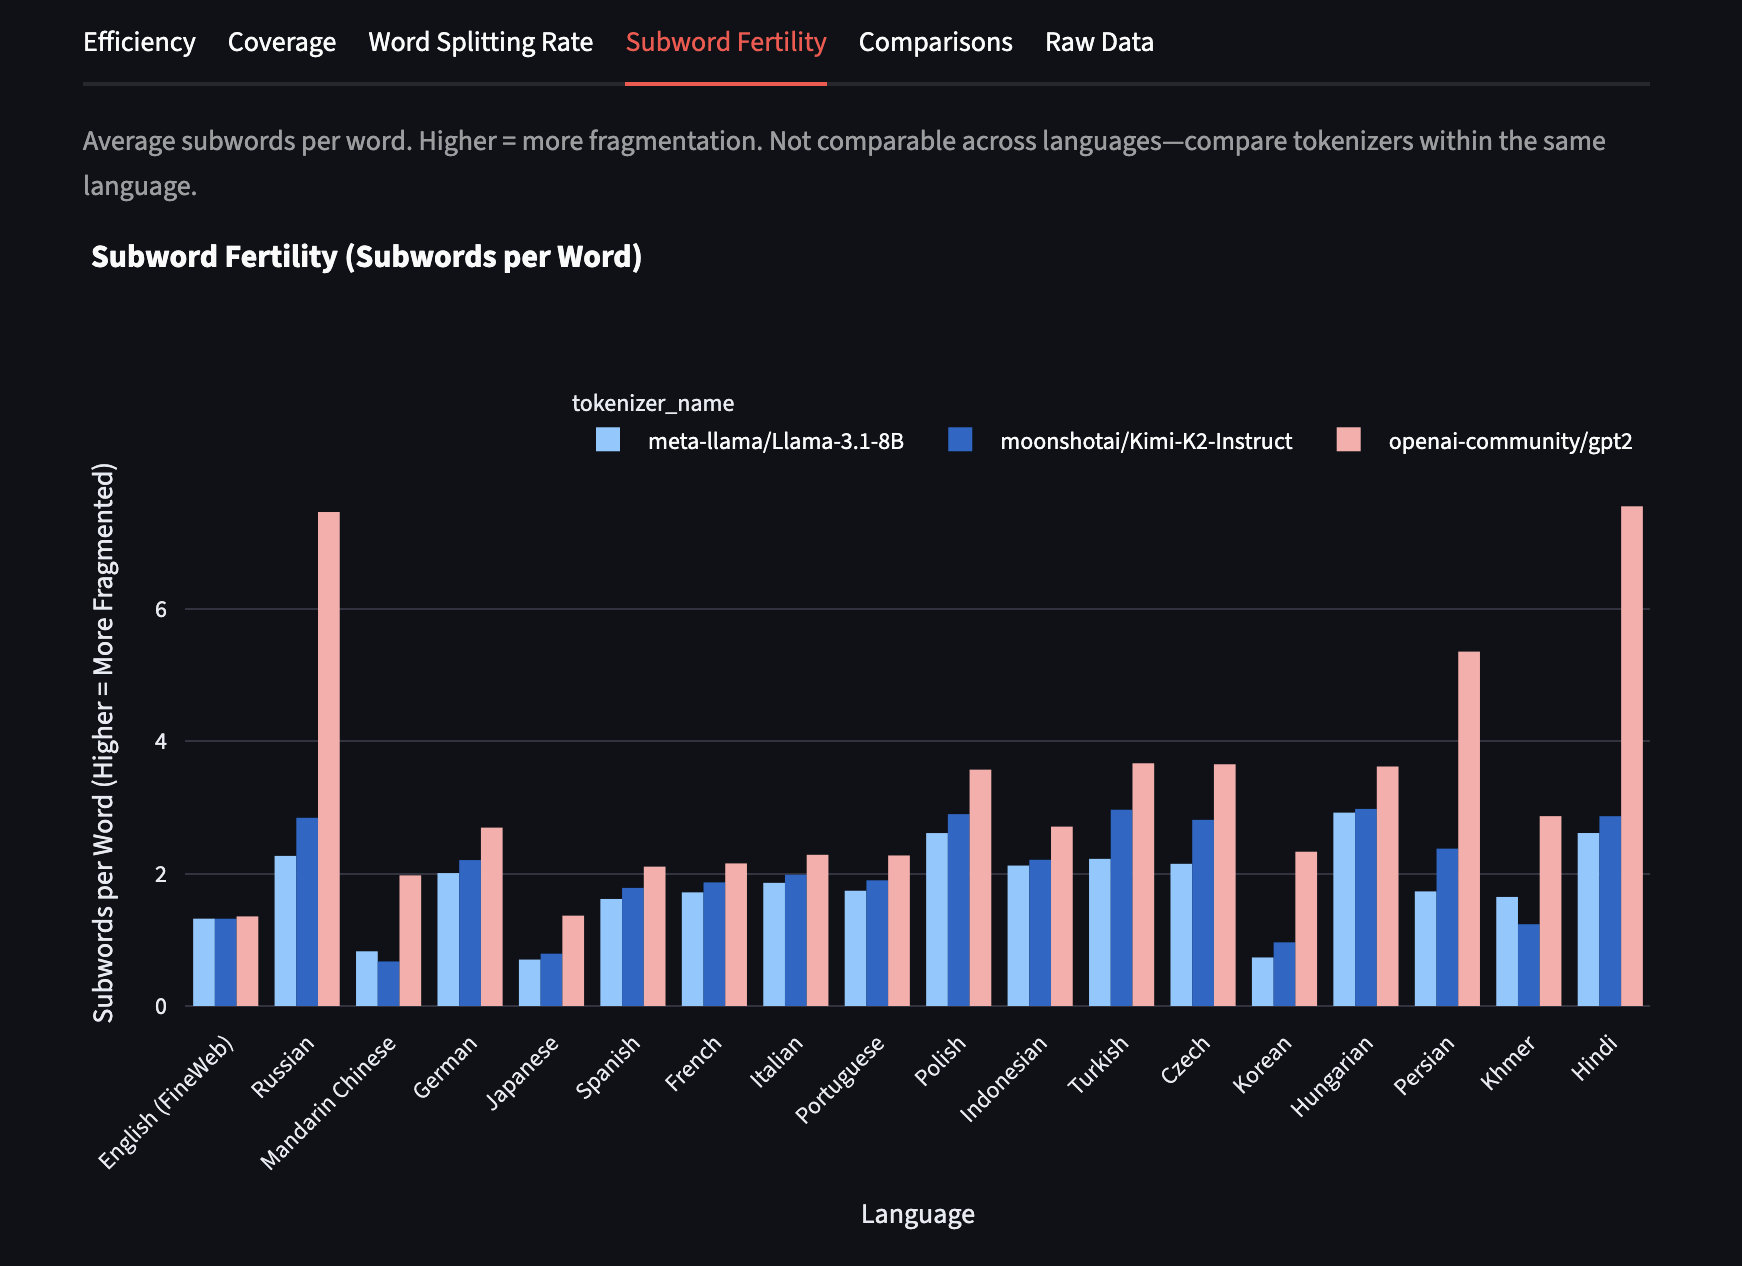 Efficiency Coverage Word Splitting Rate Subword Fertility Comparisons Raw Data
Average subwords per word. Higher = more fragmentation. Not comparable across languages—compare tokenizers within the same
language.
Subword Fertility (Subwords per Word)
tokenizer_name
meta-llama/Llama-3.1-8B moonshotai/Kimi-K2-Instruct openai-community/gpt2
Subwords per Word (Higher = More Fragmented)
6
4
2
0
English (FineWeb)
Russian
Mandarin Chinese
German
Japanese
Spanish
French
Italian
Portuguese
Polish
Indonesian
Turkish
Czech
Korean
Hungarian
Persian
Khmer
Hindi
Language